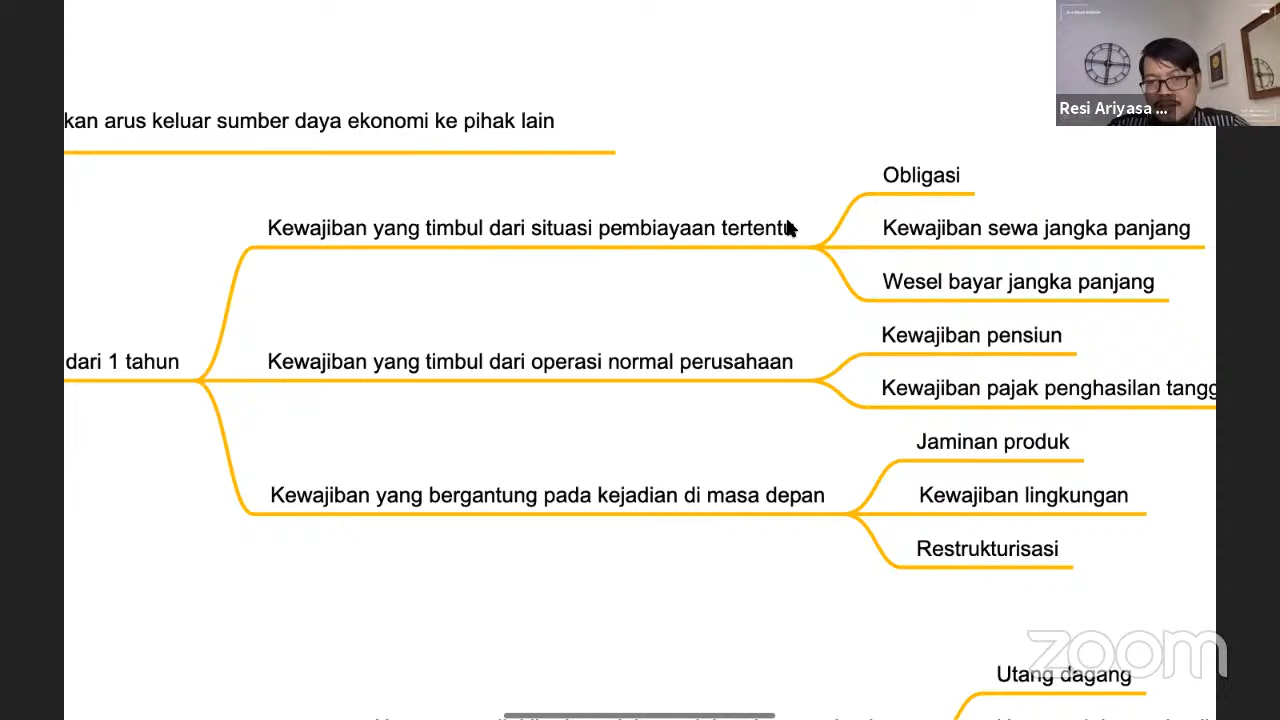 kan arus keluar sumber daya ekonomi ke pihak lain
Resi Ariyasa ...
Obligasi
Kewajiban yang timbul dari situasi pembiayaan tertentu
Kewajiban sewa jangka panjang
Wesel bayar jangka panjang
Kewajiban pensiun
dari 1 tahun
Kewajiban yang timbul dari operasi normal perusahaan
Kewajiban pajak penghasilan tangg
Jaminan produk
Kewajiban yang bergantung pada kejadian di masa depan
Kewajiban lingkungan
Restrukturisasi
zoom
Utang dagang